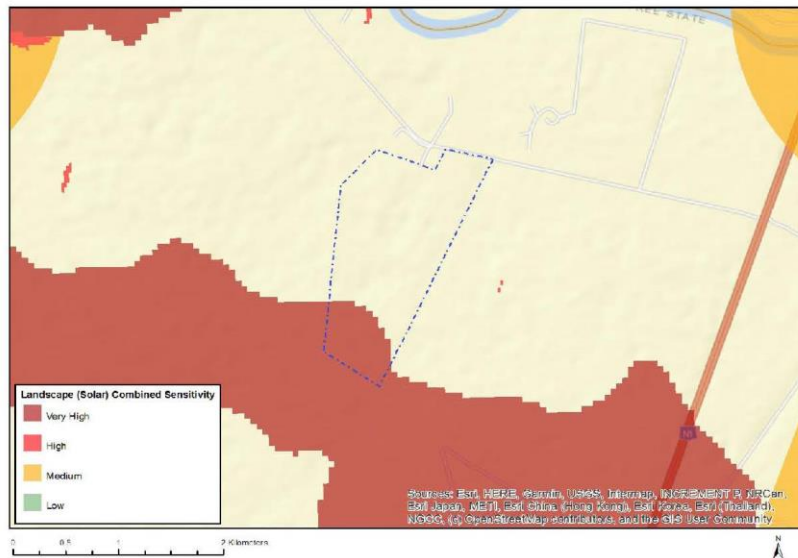 FREE STATE
Landscape (Solar) Combined Sensitivity
Very High
High
Medium
Low
Sources: Esri, HERE, Garmin, USGS, Intermap, INCREMENT P, NRCan,
Esri Japan, METI, Esri China (Hong Kong), Esri Korea, Esri (Thailand),
NGCC, (c) OpenStreetMap contributors, and the GIS User Community
0 0.5 1 2 Kilometers
N